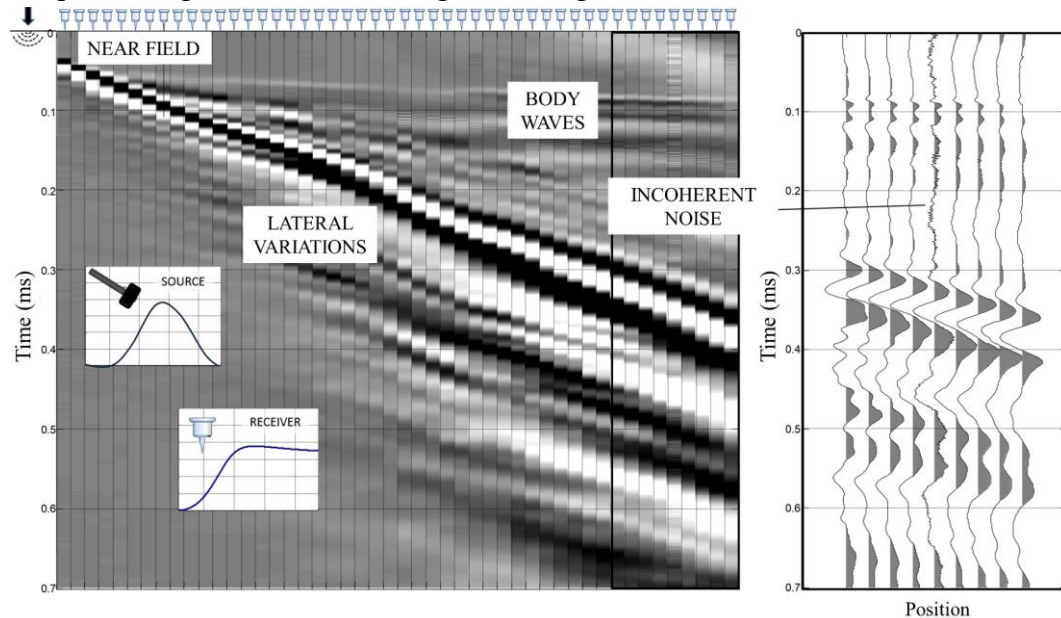 NEAR FIELD
BODY
WAVES
INCOHERENT
NOISE
LATERAL
VARIATIONS
SOURCE
RECEIVER
Time (ms)
0
0.1
0.2
0.3
0.4
0.5
0.6
0.7
Time (ms)
0
0.1
0.2
0.3
0.4
0.5
0.6
0.7
Position